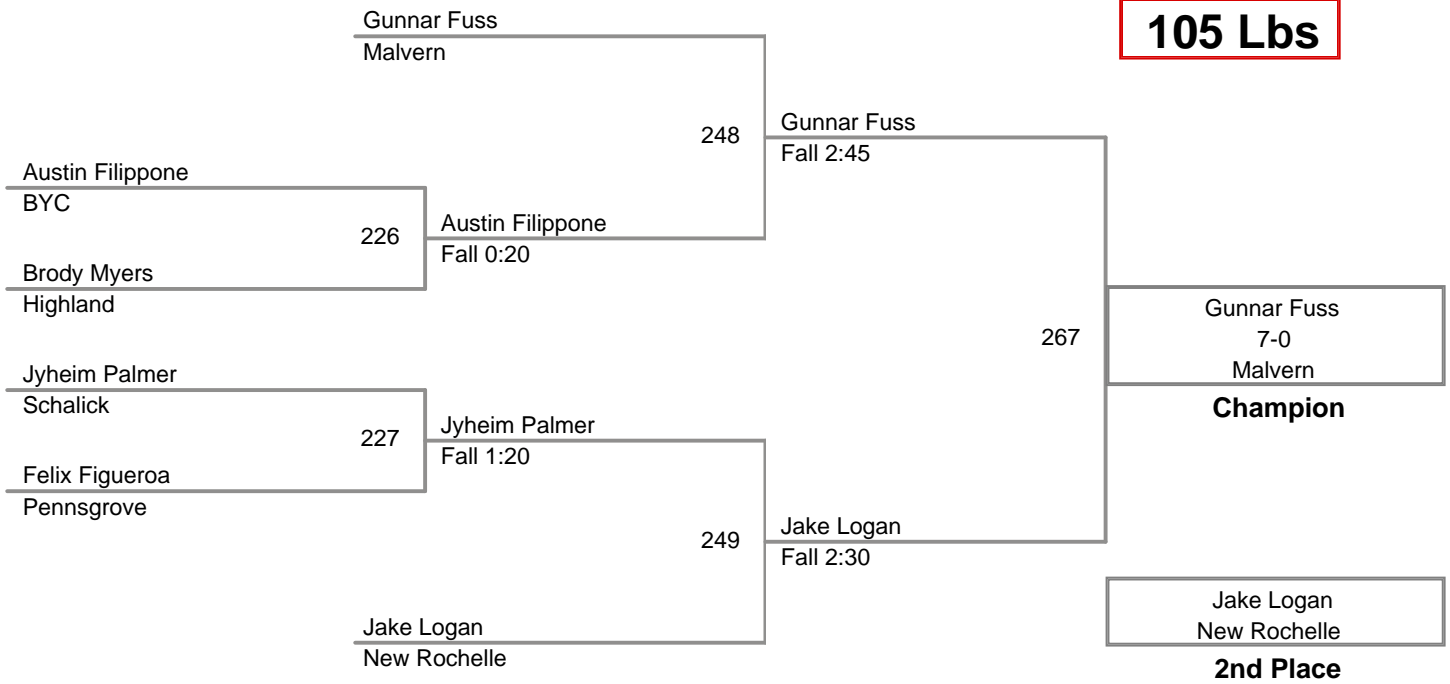 Gunnar Fuss
Malvern
105 Lbs
248
Gunnar Fuss
Fall 2:45
Austin Filippone
BYC
226
Austin Filippone
Fall 0:20
Brody Myers
Highland
267
Gunnar Fuss
7-0
Malvern
Champion
Jyheim Palmer
Schalick
227
Jyheim Palmer
Fall 1:20
Felix Figueroa
Pennsgrove
249
Jake Logan
Fall 2:30
Jake Logan
New Rochelle
Jake Logan
New Rochelle
2nd Place